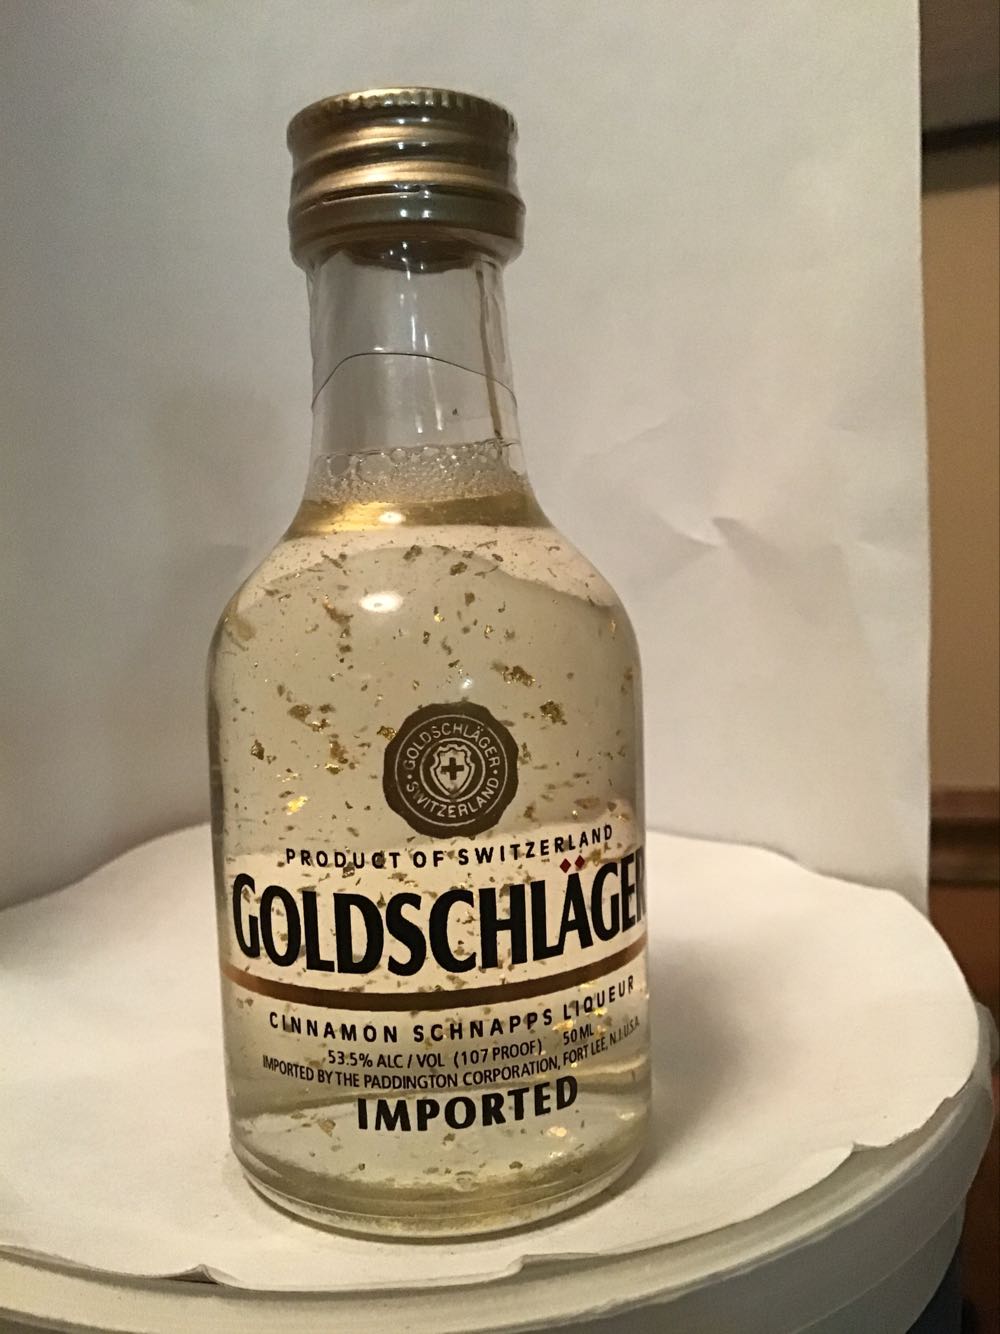 ·GOLDSCHLÄGER·
SWITZERLAND
PRODUCT OF SWITZERLAND
GOLDSCHLÄGER
CINNAMON SCHNAPPS LIQUEUR
53.5% ALC / VOL (107 PROOF) 50 ML
IMPORTED BY THE PADDINGTON CORPORATION, FORT LEE, N.J. U.S.A.
IMPORTED